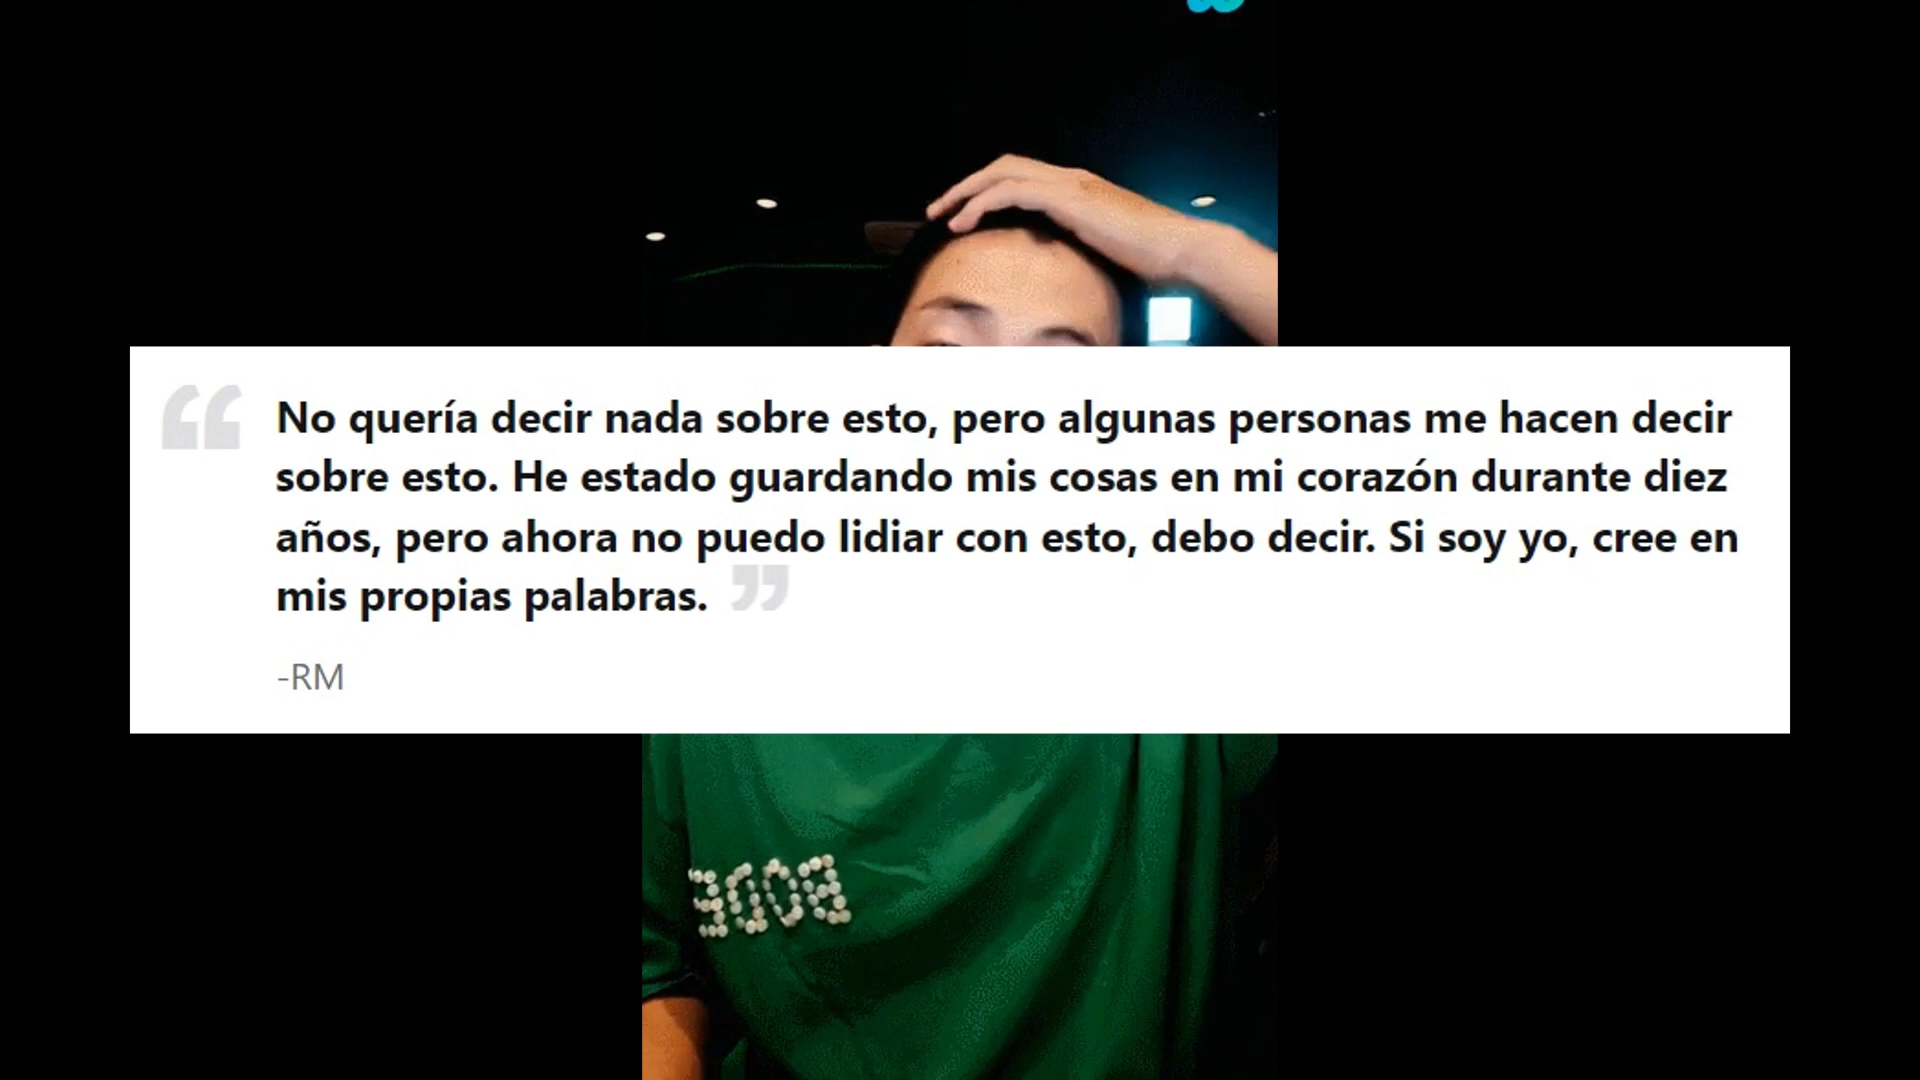 “ No quería decir nada sobre esto, pero algunas personas me hacen decir
sobre esto. He estado guardando mis cosas en mi corazón durante diez
años, pero ahora no puedo lidiar con esto, debo decir. Si soy yo, cree en
mis propias palabras. ”
-RM